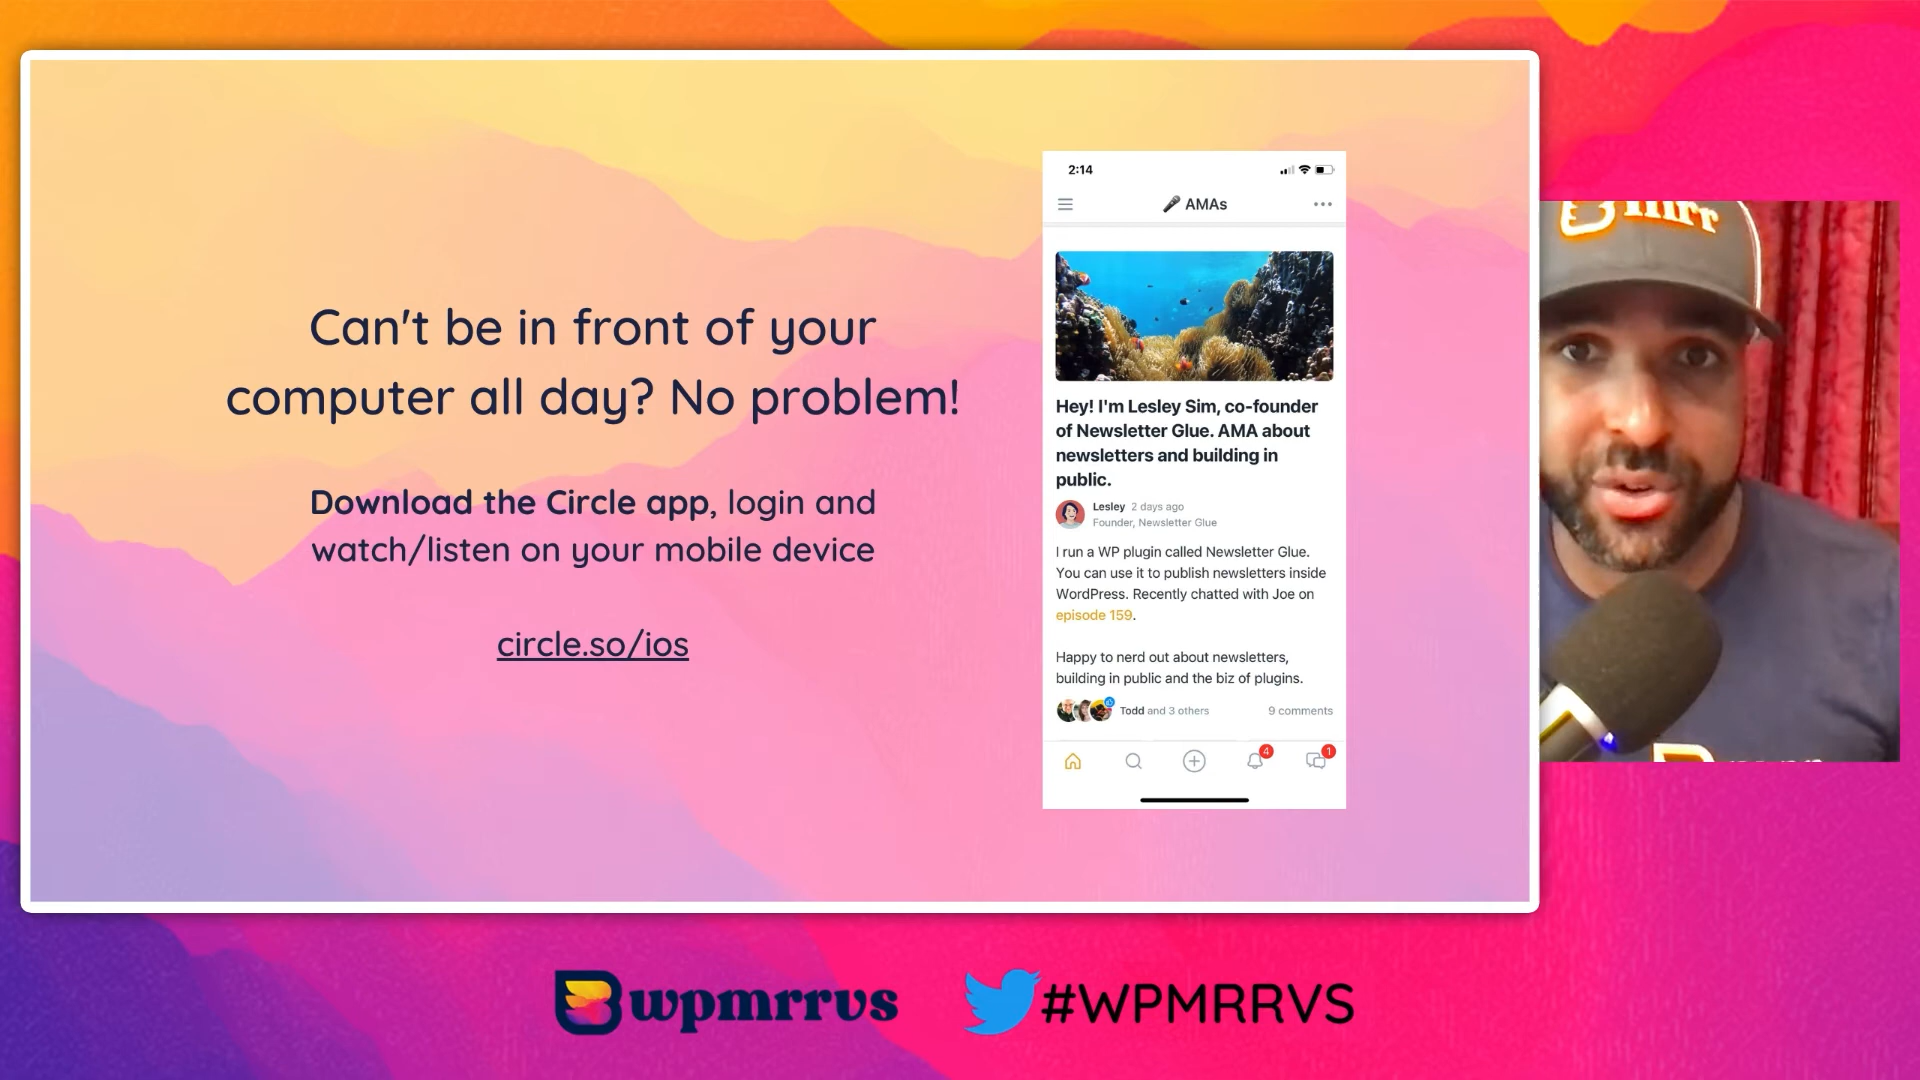 Can't be in front of your
computer all day? No problem!
Download the Circle app, login and
watch/listen on your mobile device
circle.so/ios
2:14
AMAs
Hey! I'm Lesley Sim, co-founder
of Newsletter Glue. AMA about
newsletters and building in
public.
Lesley 2 days ago
Founder, Newsletter Glue
I run a WP plugin called Newsletter Glue.
You can use it to publish newsletters inside
WordPress. Recently chatted with Joe on
episode 159.
Happy to nerd out about newsletters,
building in public and the biz of plugins.
Todd and 3 others 9 comments
4
1
mrr
wpmrrvs
#WPMRRVS